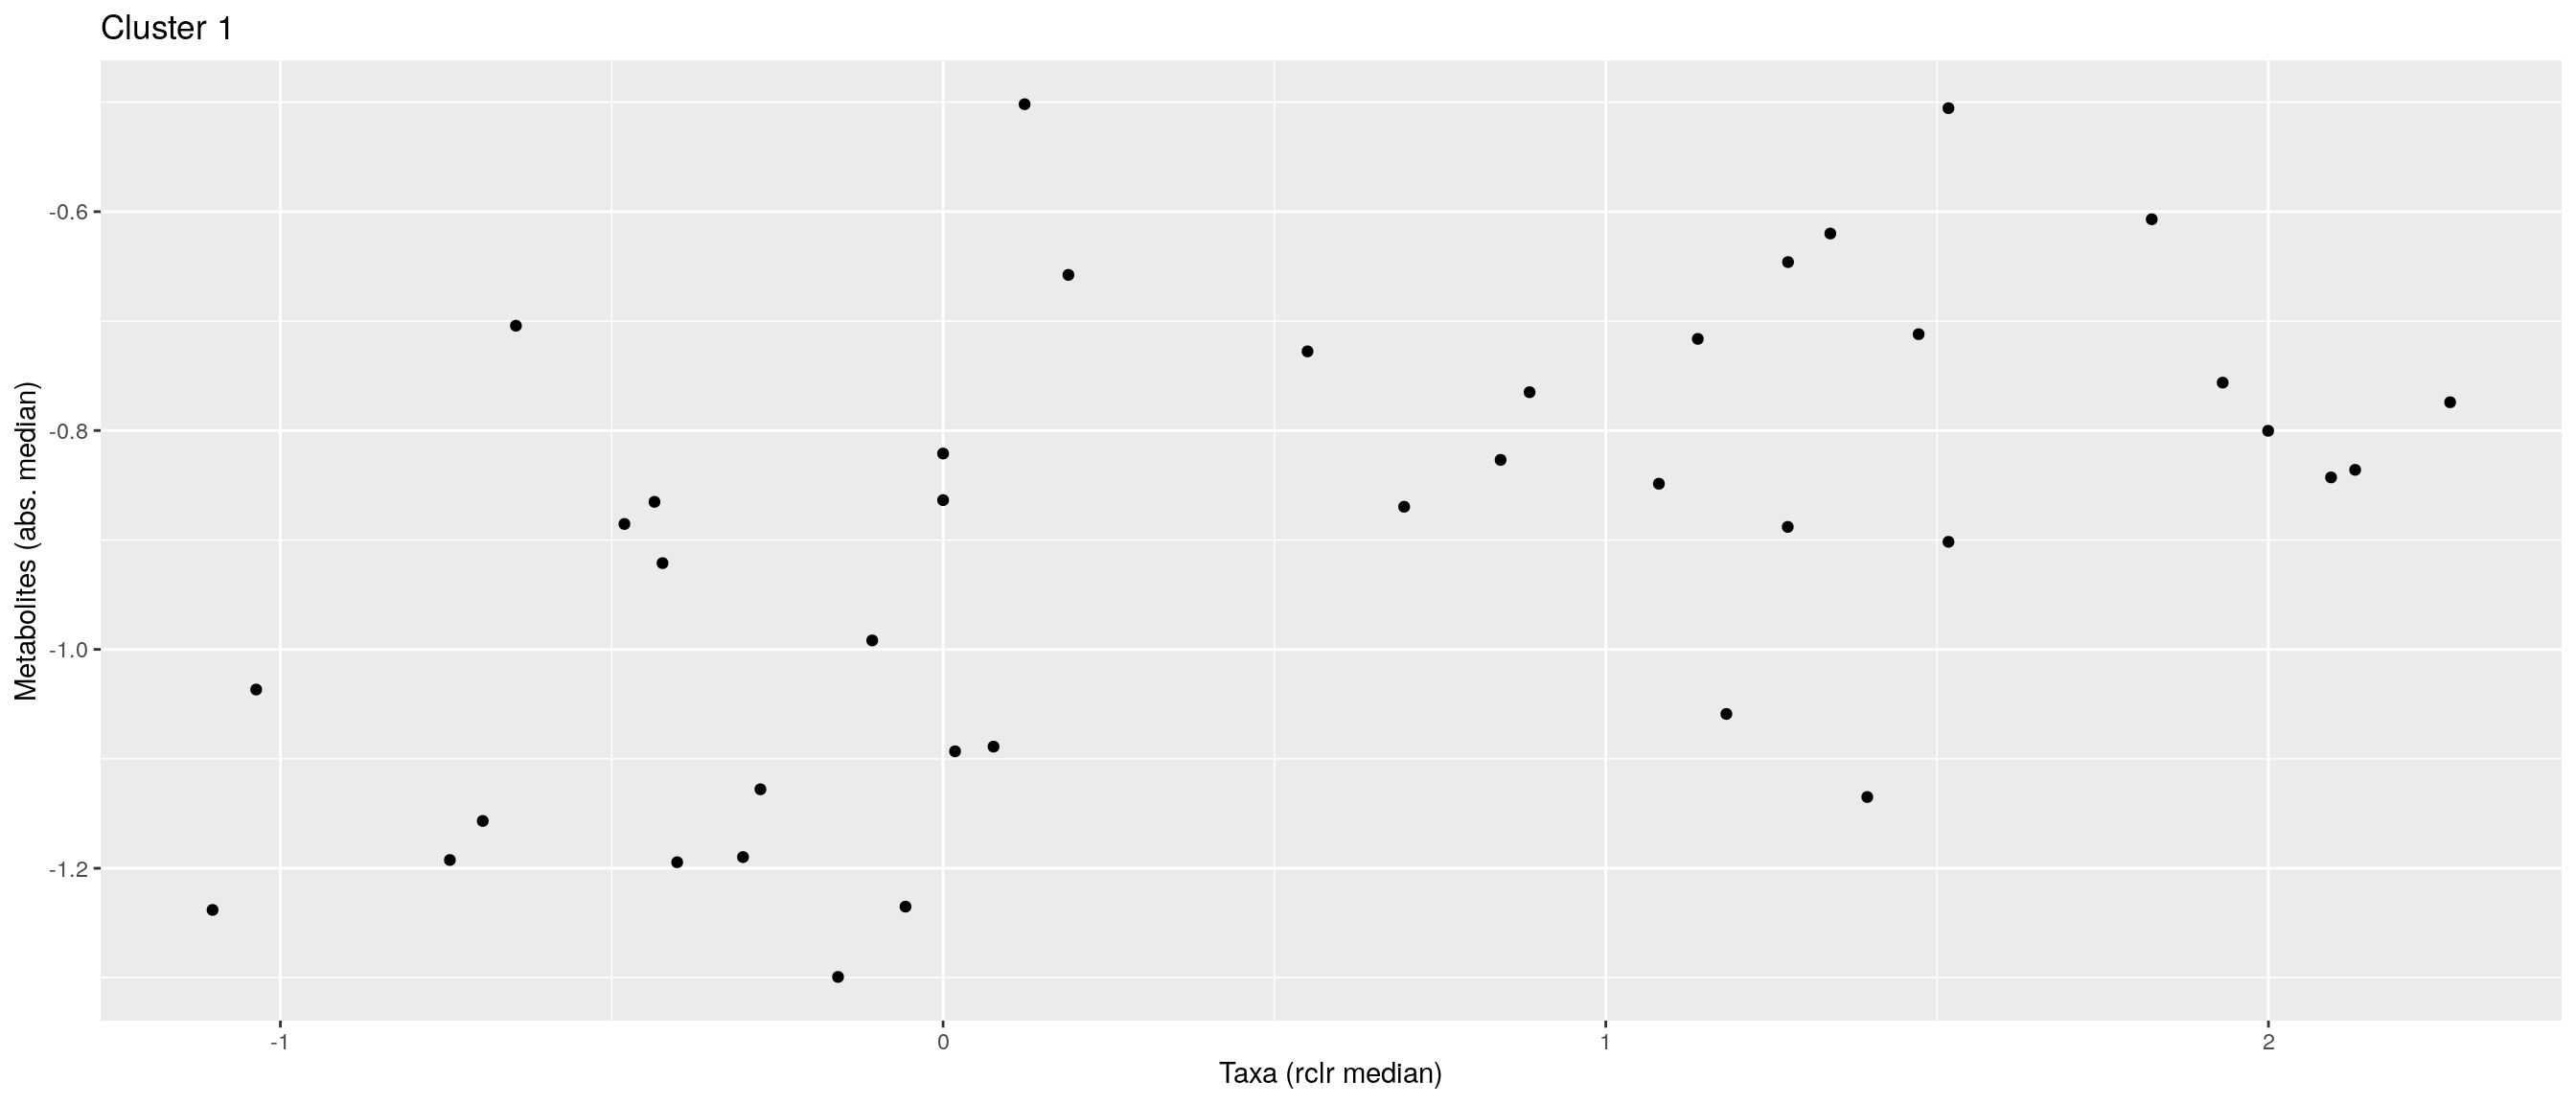 Cluster 1
Metabolites (abs. median)
-0.6
-0.8
-1.0
-1.2
-1
0
1
2
Taxa (rclr median)